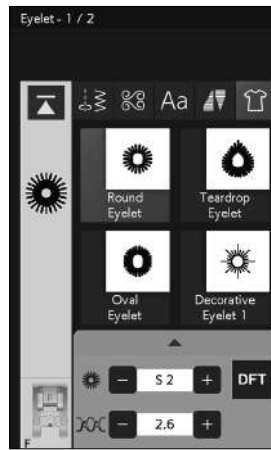 Eyelet - 1 / 2
Aa
Round
Eyelet
Teardrop
Eyelet
Oval
Eyelet
Decorative
Eyelet 1
− S 2 + DFT
− 2.6 +
F